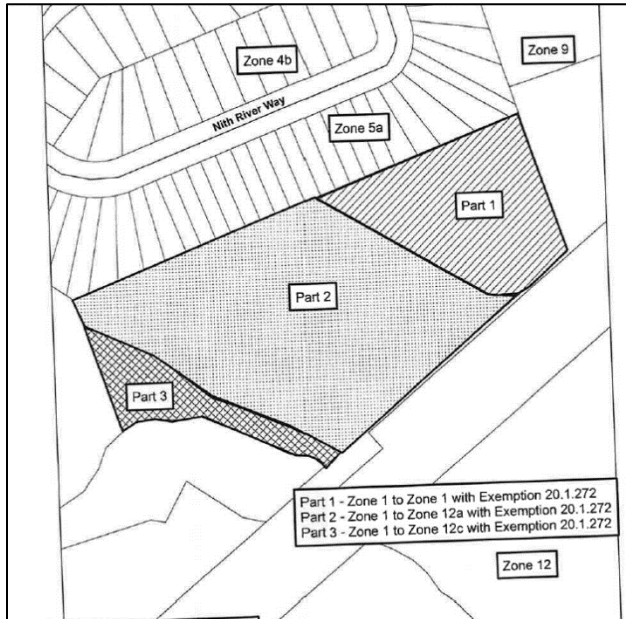 Zone 9
Zone 4b
Nith River Way
Zone 5a
Part 1
Part 2
Part 3
Part 1 - Zone 1 to Zone 1 with Exemption 20.1.272
Part 2 - Zone 1 to Zone 12a with Exemption 20.1.272
Part 3 - Zone 1 to Zone 12c with Exemption 20.1.272
Zone 12